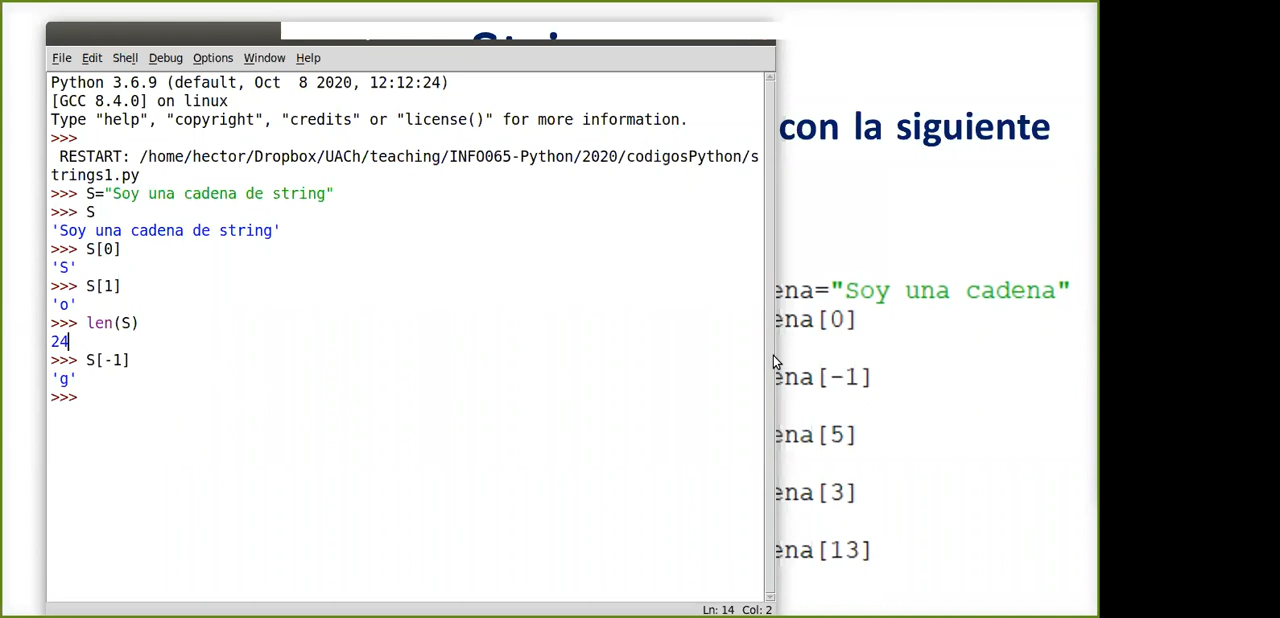 File Edit Shell Debug Options Window Help
Python 3.6.9 (default, Oct  8 2020, 12:12:24)
[GCC 8.4.0] on linux
Type "help", "copyright", "credits" or "license()" for more information.
>>>
 RESTART: /home/hector/Dropbox/UACh/teaching/INFO065-Python/2020/codigosPython/s
trings1.py
>>> S="Soy una cadena de string"
>>> S
'Soy una cadena de string'
>>> S[0]
'S'
>>> S[1]
'o'
>>> len(S)
24
>>> S[-1]
'g'
>>>
Ln: 14 Col: 2
con la siguiente
ena="Soy una cadena"
ena[0]
ena[-1]
ena[5]
ena[3]
ena[13]